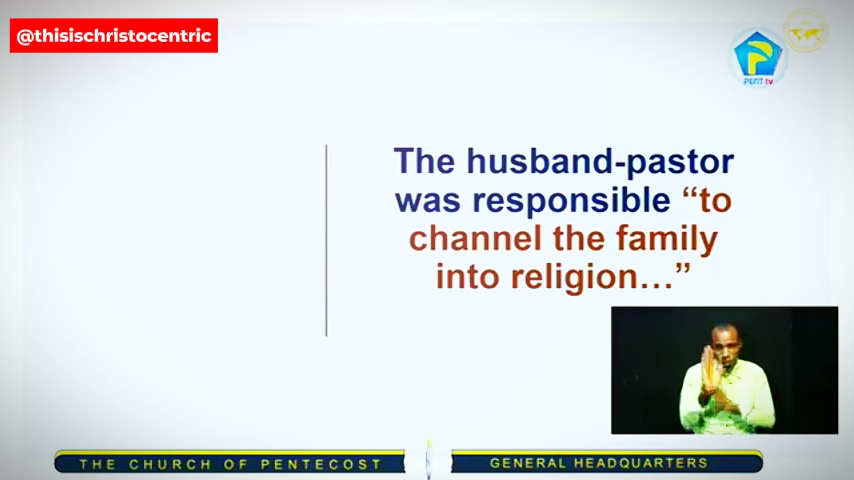 @thisischristocentric
PENT tv
The husband-pastor
was responsible “to
channel the family
into religion…”
THE CHURCH OF PENTECOST
GENERAL HEADQUARTERS